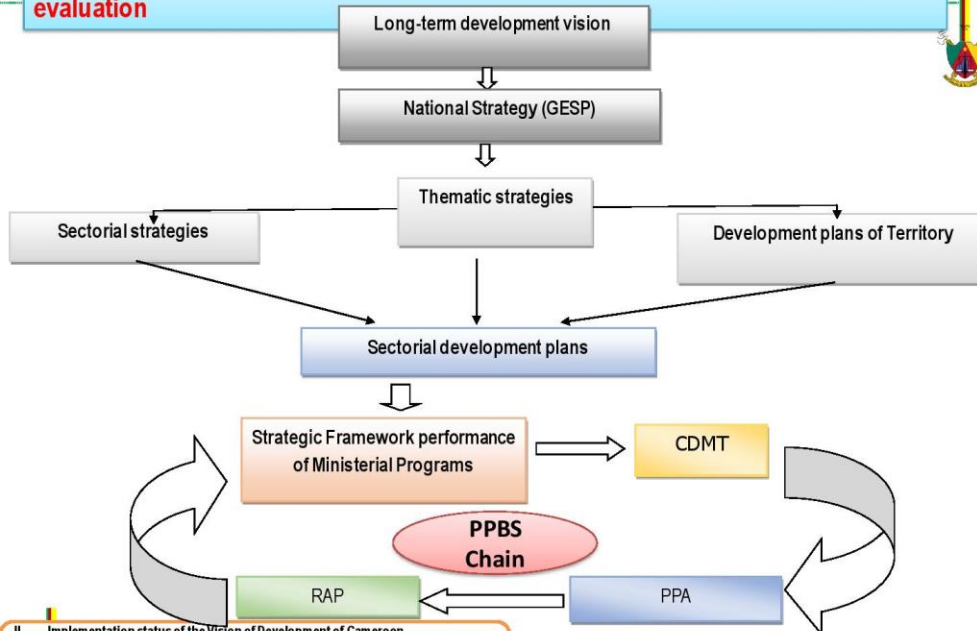 evaluation
Long-term development vision
National Strategy (GESP)
Thematic strategies
Sectorial strategies
Development plans of Territory
Sectorial development plans
Strategic Framework performance
of Ministerial Programs
CDMT
PPBS
Chain
RAP
PPA
II. Implementation status of the Vision of Development of Cameroon